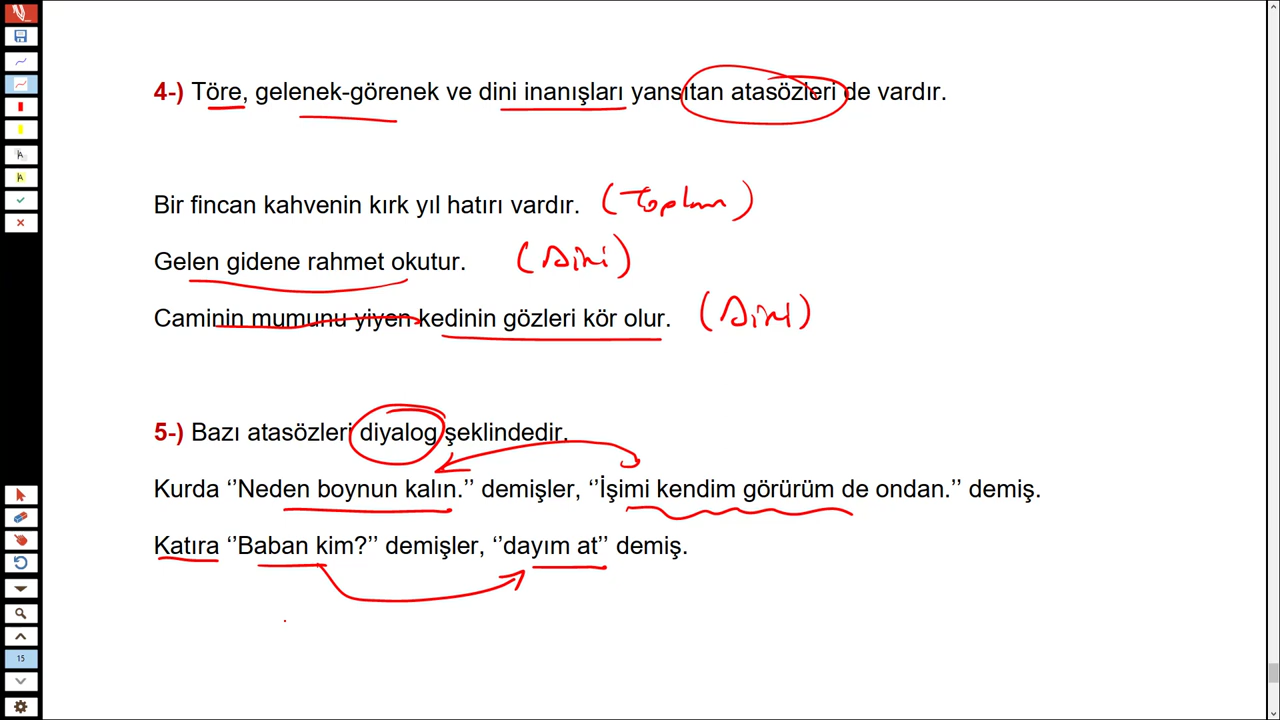 4-) Töre, gelenek-görenek ve dini inanışları yansıtan atasözleri de vardır.
Bir fincan kahvenin kırk yıl hatırı vardır. (Toplum)
Gelen gidene rahmet okutur. (Dini)
Caminin mumunu yiyen kedinin gözleri kör olur. (Dini)
5-) Bazı atasözleri diyalog şeklindedir.
Kurda ‘’Neden boynun kalın.’’ demişler, ‘’İşimi kendim görürüm de ondan.’’ demiş.
Katıra ‘’Baban kim?’’ demişler, ‘’dayım at’’ demiş.
15